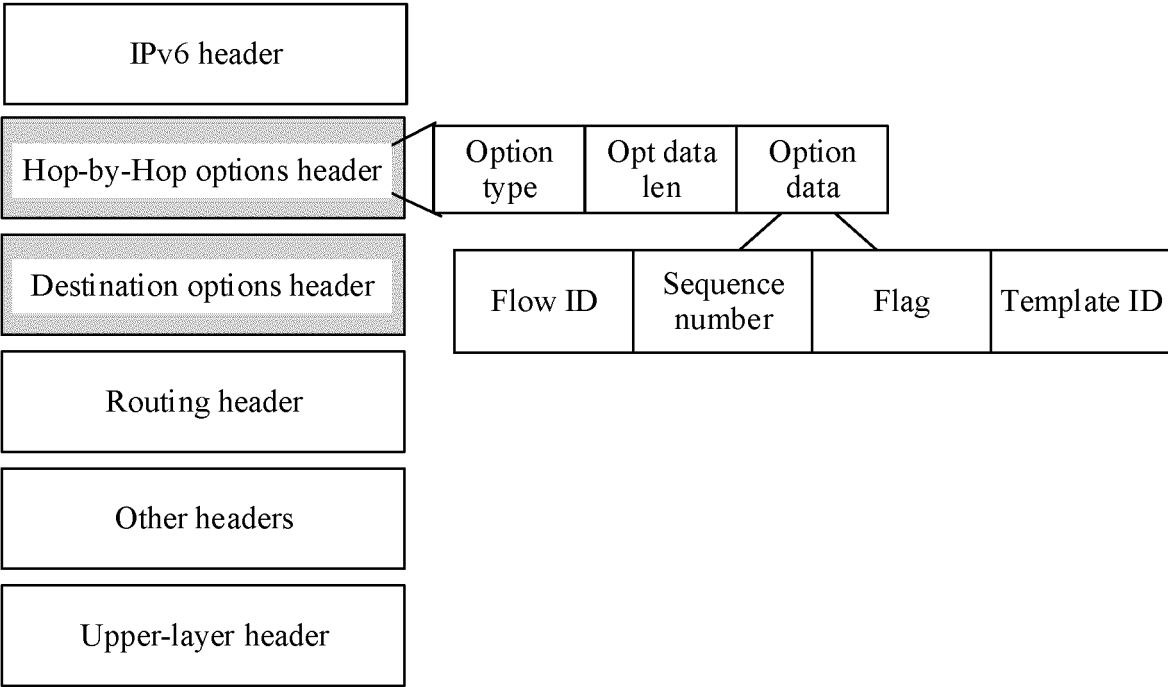 IPv6 header
Hop-by-Hop options header
Option
type
Opt data
len
Option
data
Destination options header
Flow ID
Sequence
number
Flag
Template ID
Routing header
Other headers
Upper-layer header